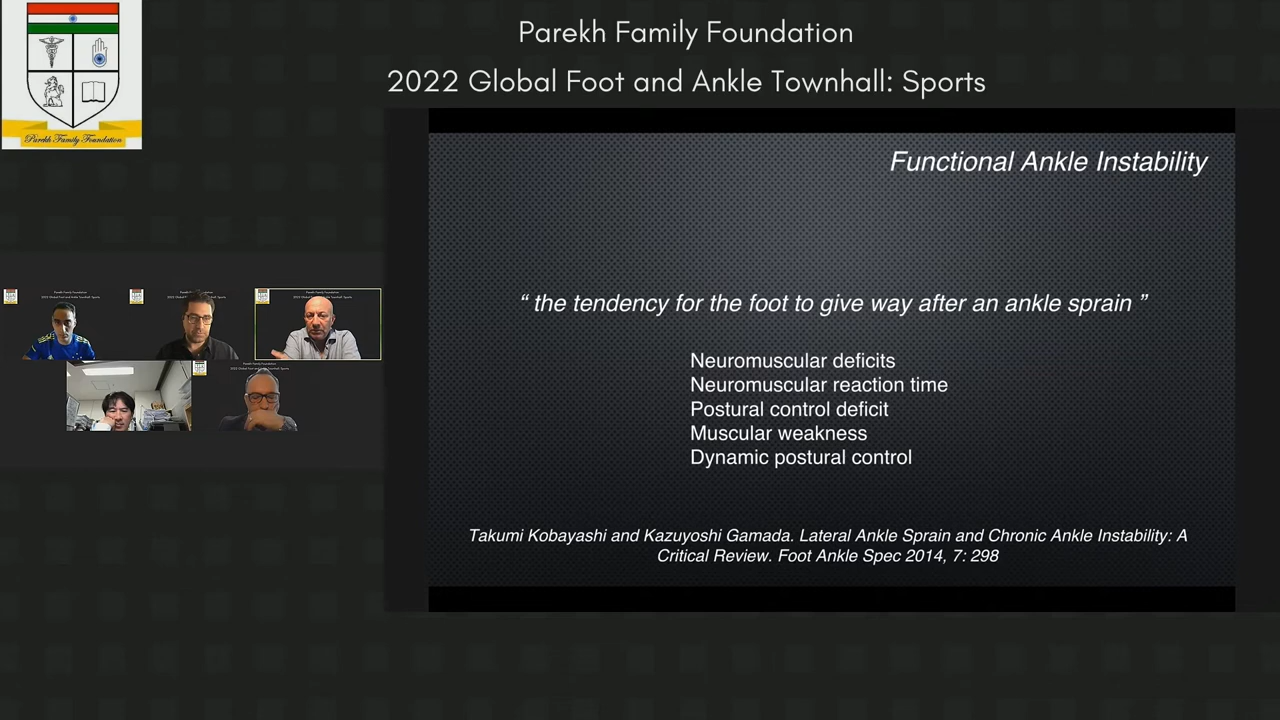 Parekh Family Foundation
2022 Global Foot and Ankle Townhall: Sports
Parekh Family Foundation
Functional Ankle Instability
“ the tendency for the foot to give way after an ankle sprain ”
Neuromuscular deficits
Neuromuscular reaction time
Postural control deficit
Muscular weakness
Dynamic postural control
Takumi Kobayashi and Kazuyoshi Gamada. Lateral Ankle Sprain and Chronic Ankle Instability: A
Critical Review. Foot Ankle Spec 2014, 7: 298